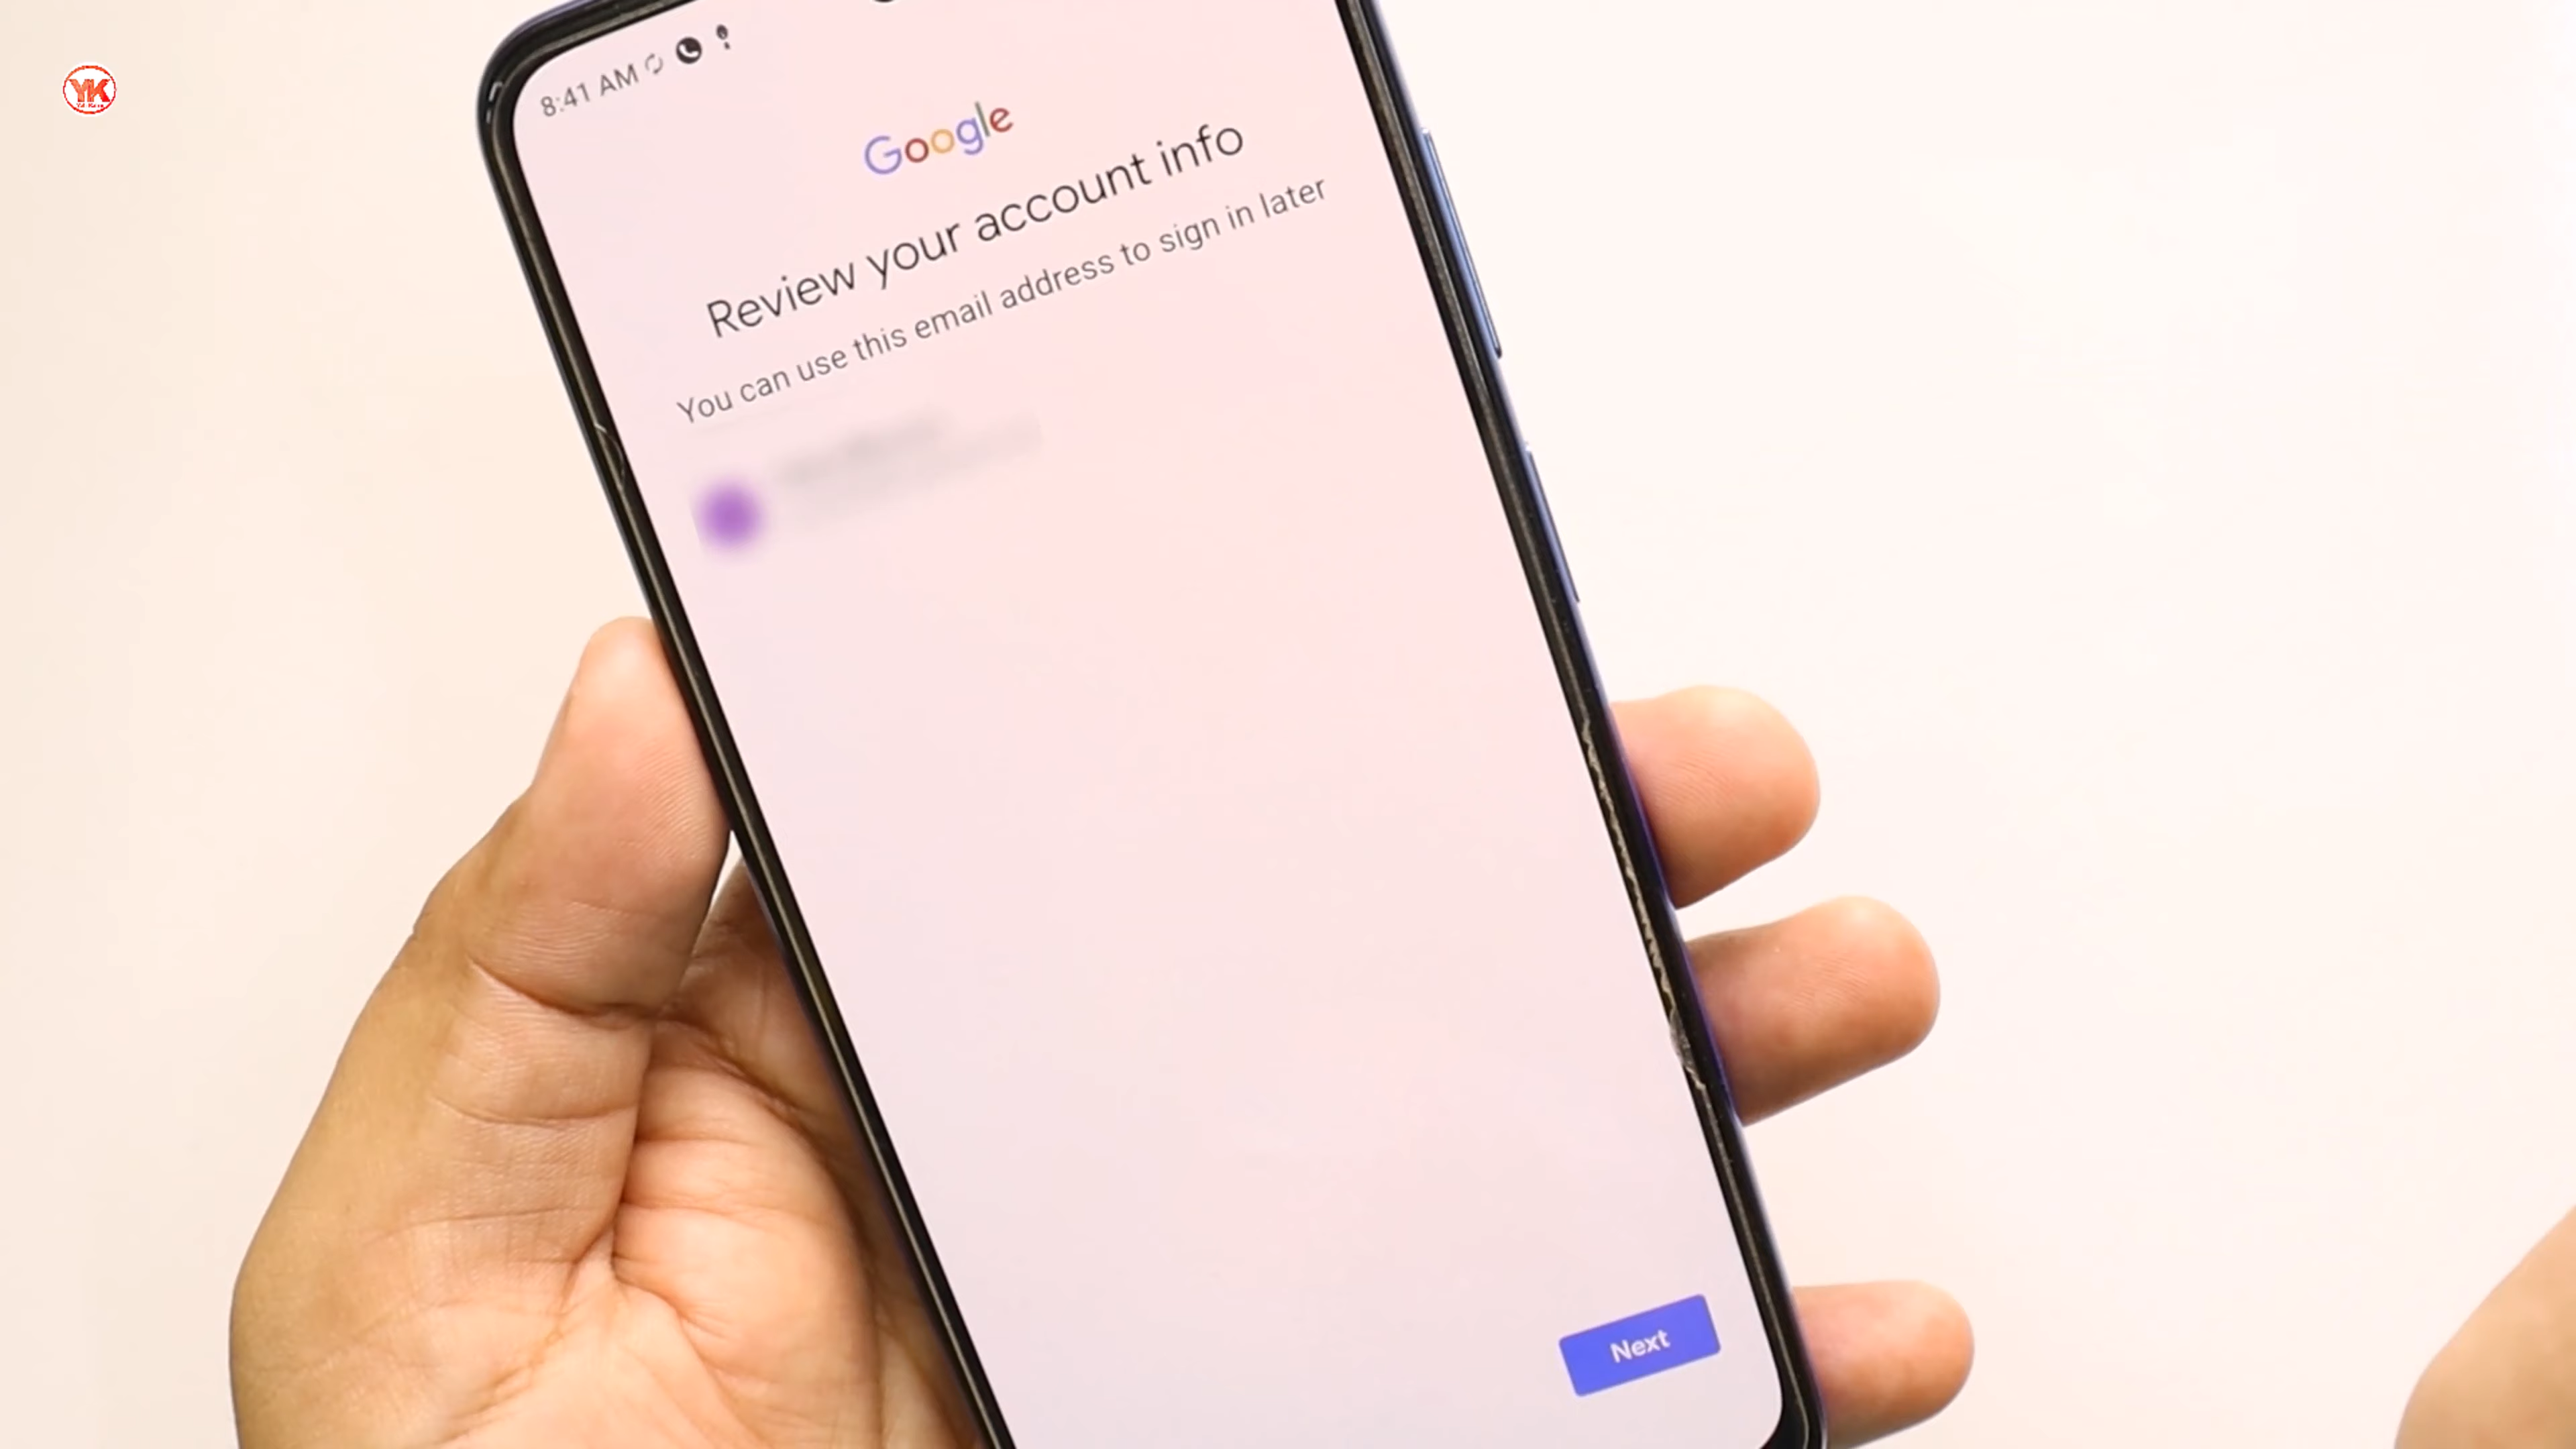 YK
8:41 AM
Google
Review your account info
You can use this email address to sign in later
Next